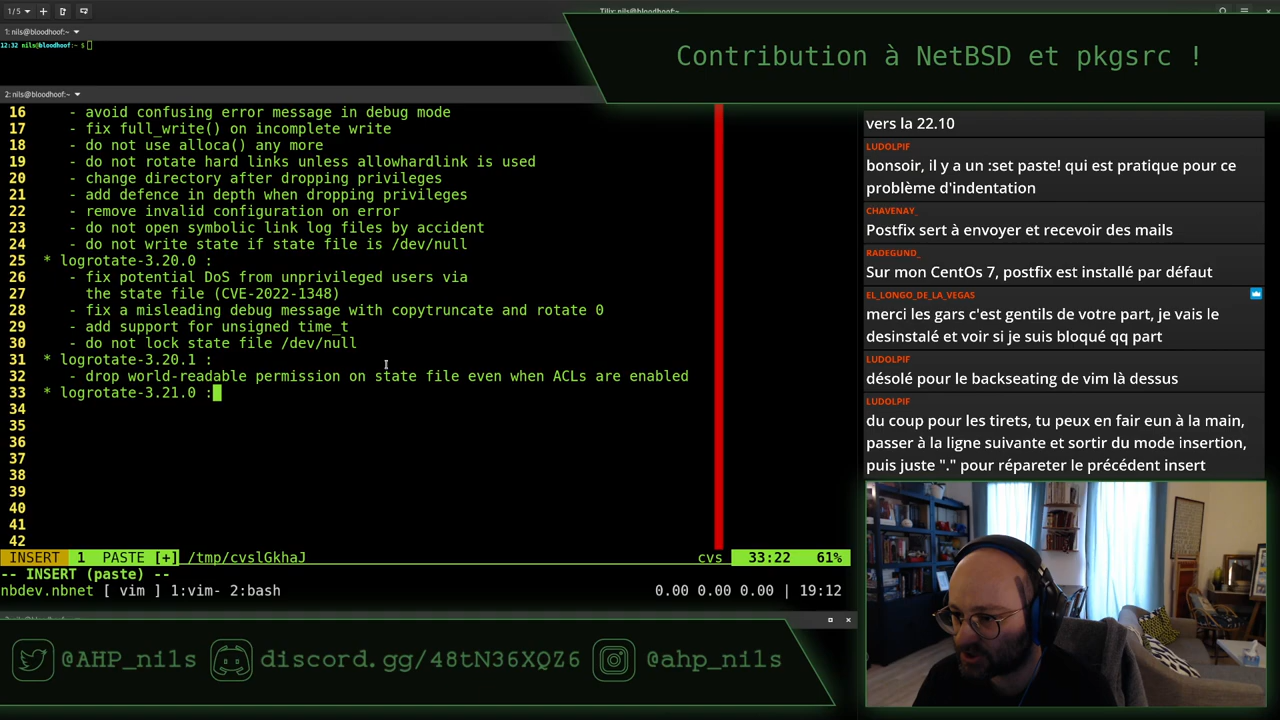 1/5
Tilix: nils@bloodhoof:~
1: nils@bloodhoof:~
12:32 nils@bloodhoof:~ $
Contribution à NetBSD et pkgsrc !
2: nils@bloodhoof:~
16 - avoid confusing error message in debug mode
17 - fix full_write() on incomplete write
18 - do not use alloca() any more
19 - do not rotate hard links unless allowhardlink is used
20 - change directory after dropping privileges
21 - add defence in depth when dropping privileges
22 - remove invalid configuration on error
23 - do not open symbolic link log files by accident
24 - do not write state if state file is /dev/null
25 * logrotate-3.20.0 :
26 - fix potential DoS from unprivileged users via
27 the state file (CVE-2022-1348)
28 - fix a misleading debug message with copytruncate and rotate 0
29 - add support for unsigned time_t
30 - do not lock state file /dev/null
31 * logrotate-3.20.1 :
32 - drop world-readable permission on state file even when ACLs are enabled
33 * logrotate-3.21.0 :
34
35
36
37
38
39
40
41
42
INSERT 1 PASTE [+] /tmp/cvslGkhaJ cvs 33:22 61%
-- INSERT (paste) --
nbdev.nbnet [ vim ] 1:vim- 2:bash 0.00 0.00 0.00 | 19:12
vers la 22.10
LUDOLPIF
bonsoir, il y a un :set paste! qui est pratique pour ce
problème d'indentation
CHAVENAY_
Postfix sert à envoyer et recevoir des mails
RADEGUND_
Sur mon CentOs 7, postfix est installé par défaut
EL_LONGO_DE_LA_VEGAS
merci les gars c'est gentils de votre part, je vais le
desinstalé et voir si je suis bloqué qq part
LUDOLPIF
désolé pour le backseating de vim là dessus
LUDOLPIF
du coup pour les tirets, tu peux en fair eun à la main,
passer à la ligne suivante et sortir du mode insertion,
puis juste "." pour répareter le précédent insert
@AHP_nils discord.gg/48tN36XQZ6 @ahp_nils